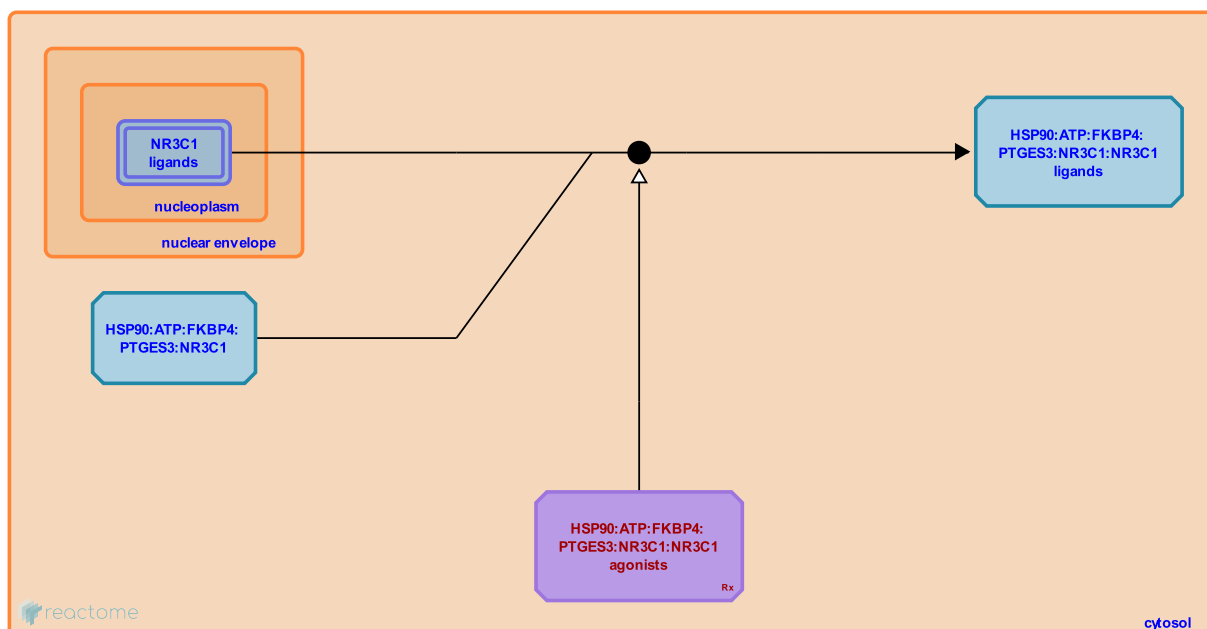 NR3C1
ligands
nucleoplasm
nuclear envelope
HSP90:ATP:FKBP4:
PTGES3:NR3C1:NR3C1
ligands
HSP90:ATP:FKBP4:
PTGES3:NR3C1
HSP90:ATP:FKBP4:
PTGES3:NR3C1:NR3C1
agonists
Rx
reactome
cytosol